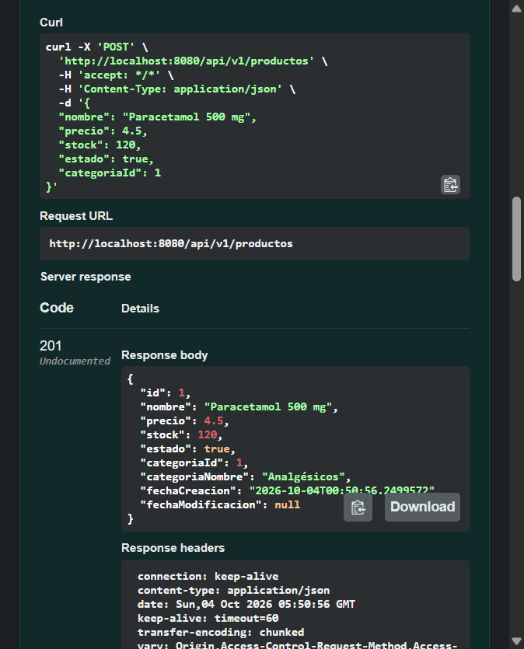 Curl
curl -X 'POST' \
'http://localhost:8080/api/v1/productos' \
-H 'accept: */*' \
-H 'Content-Type: application/json' \
-d '{
"nombre": "Paracetamol 500 mg",
"precio": 4.5,
"stock": 120,
"estado": true,
"categoriaId": 1
}'
Request URL
http://localhost:8080/api/v1/productos
Server response
Code Details
201
Undocumented
Response body
{
"id": 1,
"nombre": "Paracetamol 500 mg",
"precio": 4.5,
"stock": 120,
"estado": true,
"categoriaId": 1,
"categoriaNombre": "Analgésicos",
"fechaCreacion": "2026-10-04T00:50:56.2499572"
"fechaModificacion": null
}
Download
Response headers
connection: keep-alive
content-type: application/json
date: Sun,04 Oct 2026 05:50:56 GMT
keep-alive: timeout=60
transfer-encoding: chunked
vary: Origin,Access-Control-Request-Method,Access-